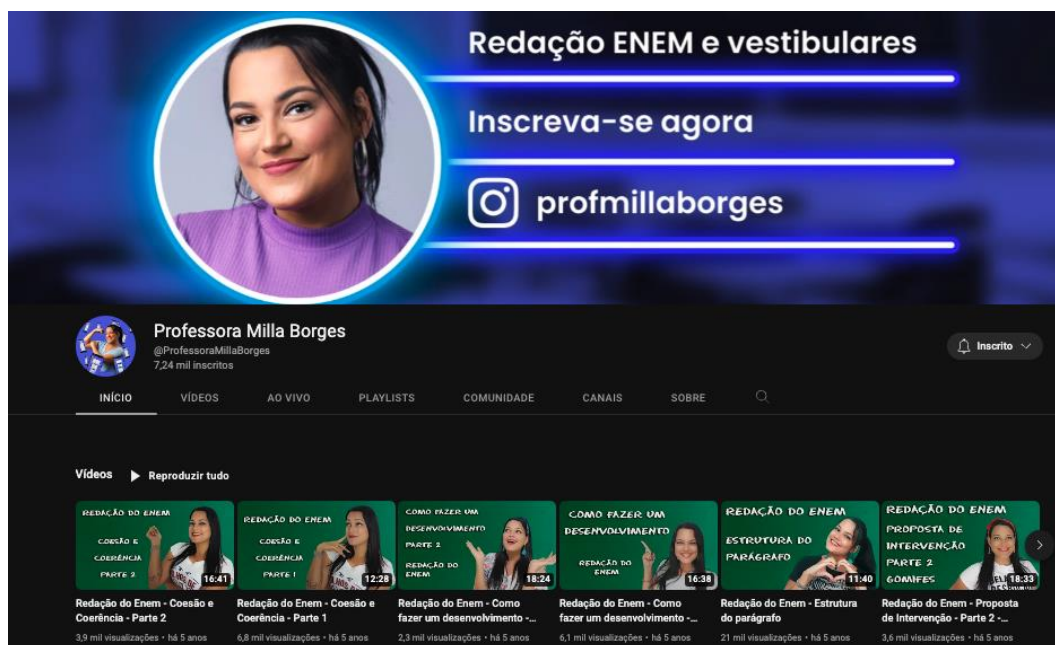 Redação ENEM e vestibulares
Inscreva-se agora
profmillaborges
Professora Milla Borges
@ProfessoraMillaBorges
7,24 mil inscritos
Inscrito
INÍCIO VÍDEOS AO VIVO PLAYLISTS COMUNIDADE CANAIS SOBRE
Vídeos Reproduzir tudo
REDAÇÃO DO ENEM
COESÃO E
COERÊNCIA
PARTE 2
16:41
REDAÇÃO DO ENEM
COESÃO E
COERÊNCIA
PARTE 1
12:28
COMO FAZER UM
DESENVOLVIMENTO
PARTE 2
REDAÇÃO DO
ENEM
18:24
COMO FAZER UM
DESENVOLVIMENTO
REDAÇÃO DO
ENEM
16:38
REDAÇÃO DO ENEM
ESTRUTURA DO
PARÁGRAFO
11:40
REDAÇÃO DO ENEM
PROPOSTA DE
INTERVENÇÃO
PARTE 2
GOMIFES
18:33
Redação do Enem - Coesão e
Coerência - Parte 2
3,9 mil visualizações • há 5 anos
Redação do Enem - Coesão e
Coerência - Parte 1
6,8 mil visualizações • há 5 anos
Redação do Enem - Como
fazer um desenvolvimento -...
2,3 mil visualizações • há 5 anos
Redação do Enem - Como
fazer um desenvolvimento -...
6,1 mil visualizações • há 5 anos
Redação do Enem - Estrutura
do parágrafo
21 mil visualizações • há 5 anos
Redação do Enem - Proposta
de Intervenção - Parte 2 -...
3,6 mil visualizações • há 5 anos